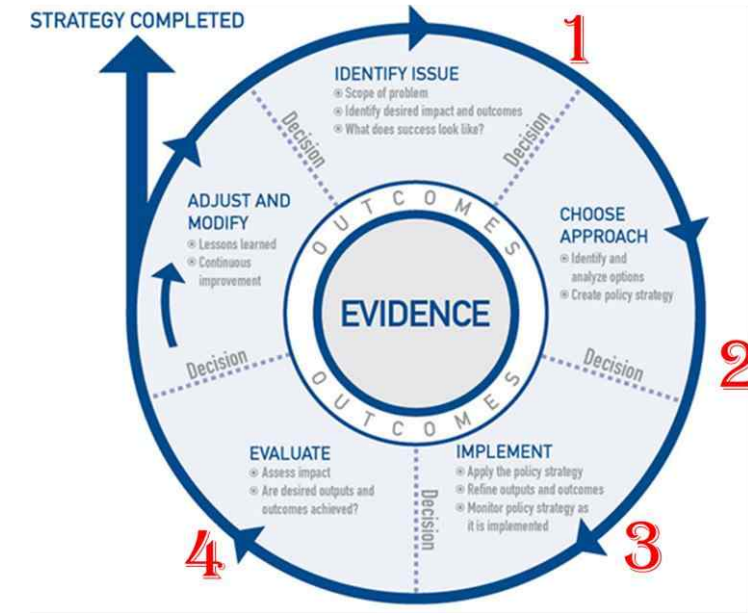 STRATEGY COMPLETED
1
IDENTIFY ISSUE
Scope of problem
Identify desired impact and outcomes
What does success look like?
Decision
Decision
ADJUST AND
MODIFY
Lessons learned
Continuous
improvement
OUTCOMES
CHOOSE
APPROACH
Identify and
analyze options
Create policy strategy
EVIDENCE
2
Decision
Decision
OUTCOMES
EVALUATE
Assess impact
Are desired outputs and
outcomes achieved?
Decision
IMPLEMENT
Apply the policy strategy
Refine outputs and outcomes
Monitor policy strategy as
it is implemented
4
3